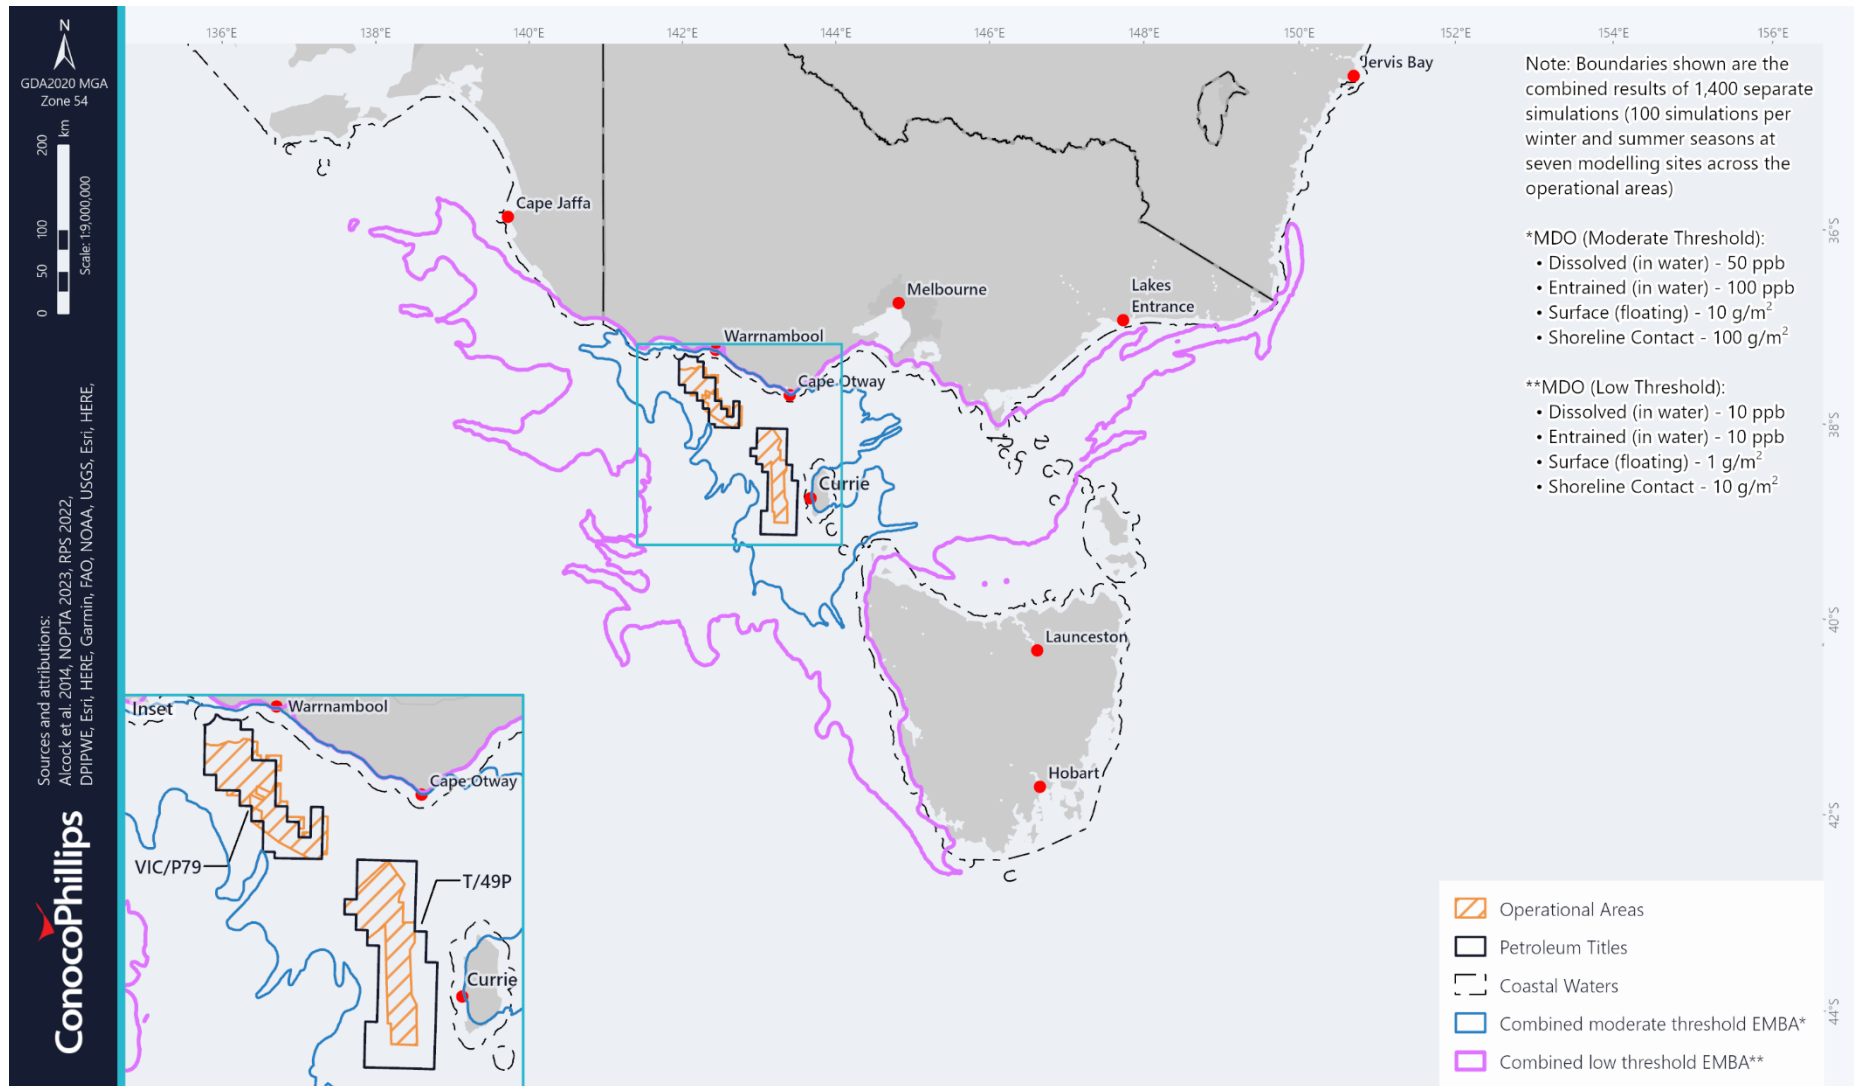 N
GDA2020 MGA
Zone 54
0 50 100 200
km
Scale: 1:9,000,000
Sources and attributions:
Alcock et al. 2014, NOPTA 2023, RPS 2022,
DPIPWE, Esri, HERE, Garmin, FAO, NOAA, USGS, Esri, HERE,
ConocoPhillips
136°E 138°E 140°E 142°E 144°E 146°E 148°E 150°E 152°E 154°E 156°E
36°S
38°S
40°S
42°S
44°S
Jervis Bay
Cape Jaffa
Melbourne
Lakes
Entrance
Warrnambool
Cape Otway
Currie
Launceston
Hobart
Note: Boundaries shown are the
combined results of 1,400 separate
simulations (100 simulations per
winter and summer seasons at
seven modelling sites across the
operational areas)
*MDO (Moderate Threshold):
• Dissolved (in water) - 50 ppb
• Entrained (in water) - 100 ppb
• Surface (floating) - 10 g/m²
• Shoreline Contact - 100 g/m²
**MDO (Low Threshold):
• Dissolved (in water) - 10 ppb
• Entrained (in water) - 10 ppb
• Surface (floating) - 1 g/m²
• Shoreline Contact - 10 g/m²
Inset
Warrnambool
Cape Otway
VIC/P79
T/49P
Currie
Operational Areas
Petroleum Titles
Coastal Waters
Combined moderate threshold EMBA*
Combined low threshold EMBA**